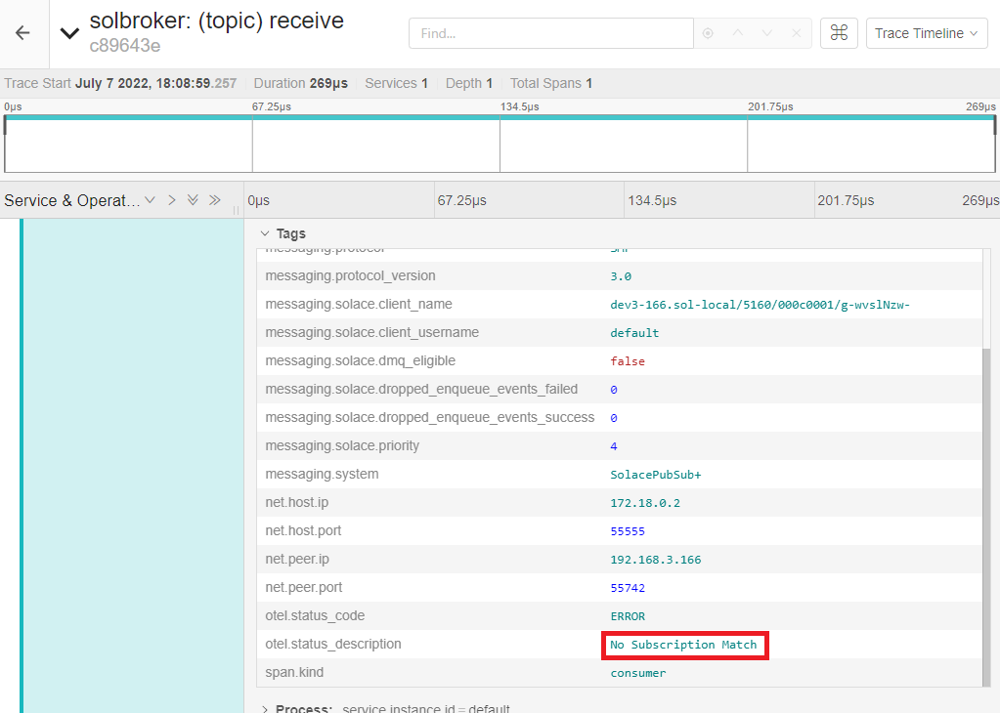 solbroker: (topic) receive
c89643e
Find...
Trace Timeline
Trace Start July 7 2022, 18:08:59.257 Duration 269μs Services 1 Depth 1 Total Spans 1
0μs 67.25μs 134.5μs 201.75μs 269μs
Service & Operat... 0μs 67.25μs 134.5μs 201.75μs 269μs
Tags
messaging.protocol SMF
messaging.protocol_version 3.0
messaging.solace.client_name dev3-166.sol-local/5160/000c0001/g-wvslNzw-
messaging.solace.client_username default
messaging.solace.dmq_eligible false
messaging.solace.dropped_enqueue_events_failed 0
messaging.solace.dropped_enqueue_events_success 0
messaging.solace.priority 4
messaging.system SolacePubSub+
net.host.ip 172.18.0.2
net.host.port 55555
net.peer.ip 192.168.3.166
net.peer.port 55742
otel.status_code ERROR
otel.status_description No Subscription Match
span.kind consumer
Process: service.instance.id = default